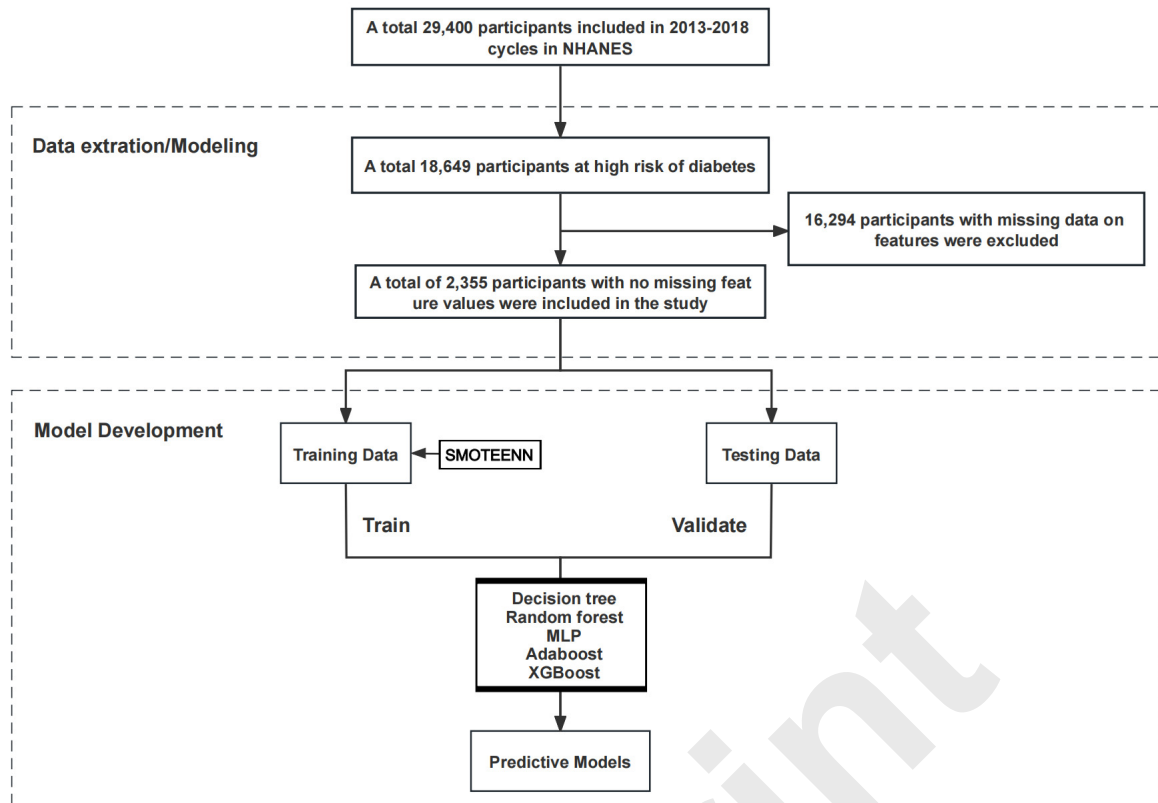 A total 29,400 participants included in 2013-2018
cycles in NHANES
Data extration/Modeling
A total 18,649 participants at high risk of diabetes
16,294 participants with missing data on
features were excluded
A total of 2,355 participants with no missing feat
ure values were included in the study
Model Development
Training Data
SMOTEENN
Testing Data
Train
Validate
Decision tree
Random forest
MLP
Adaboost
XGBoost
Predictive Models
int